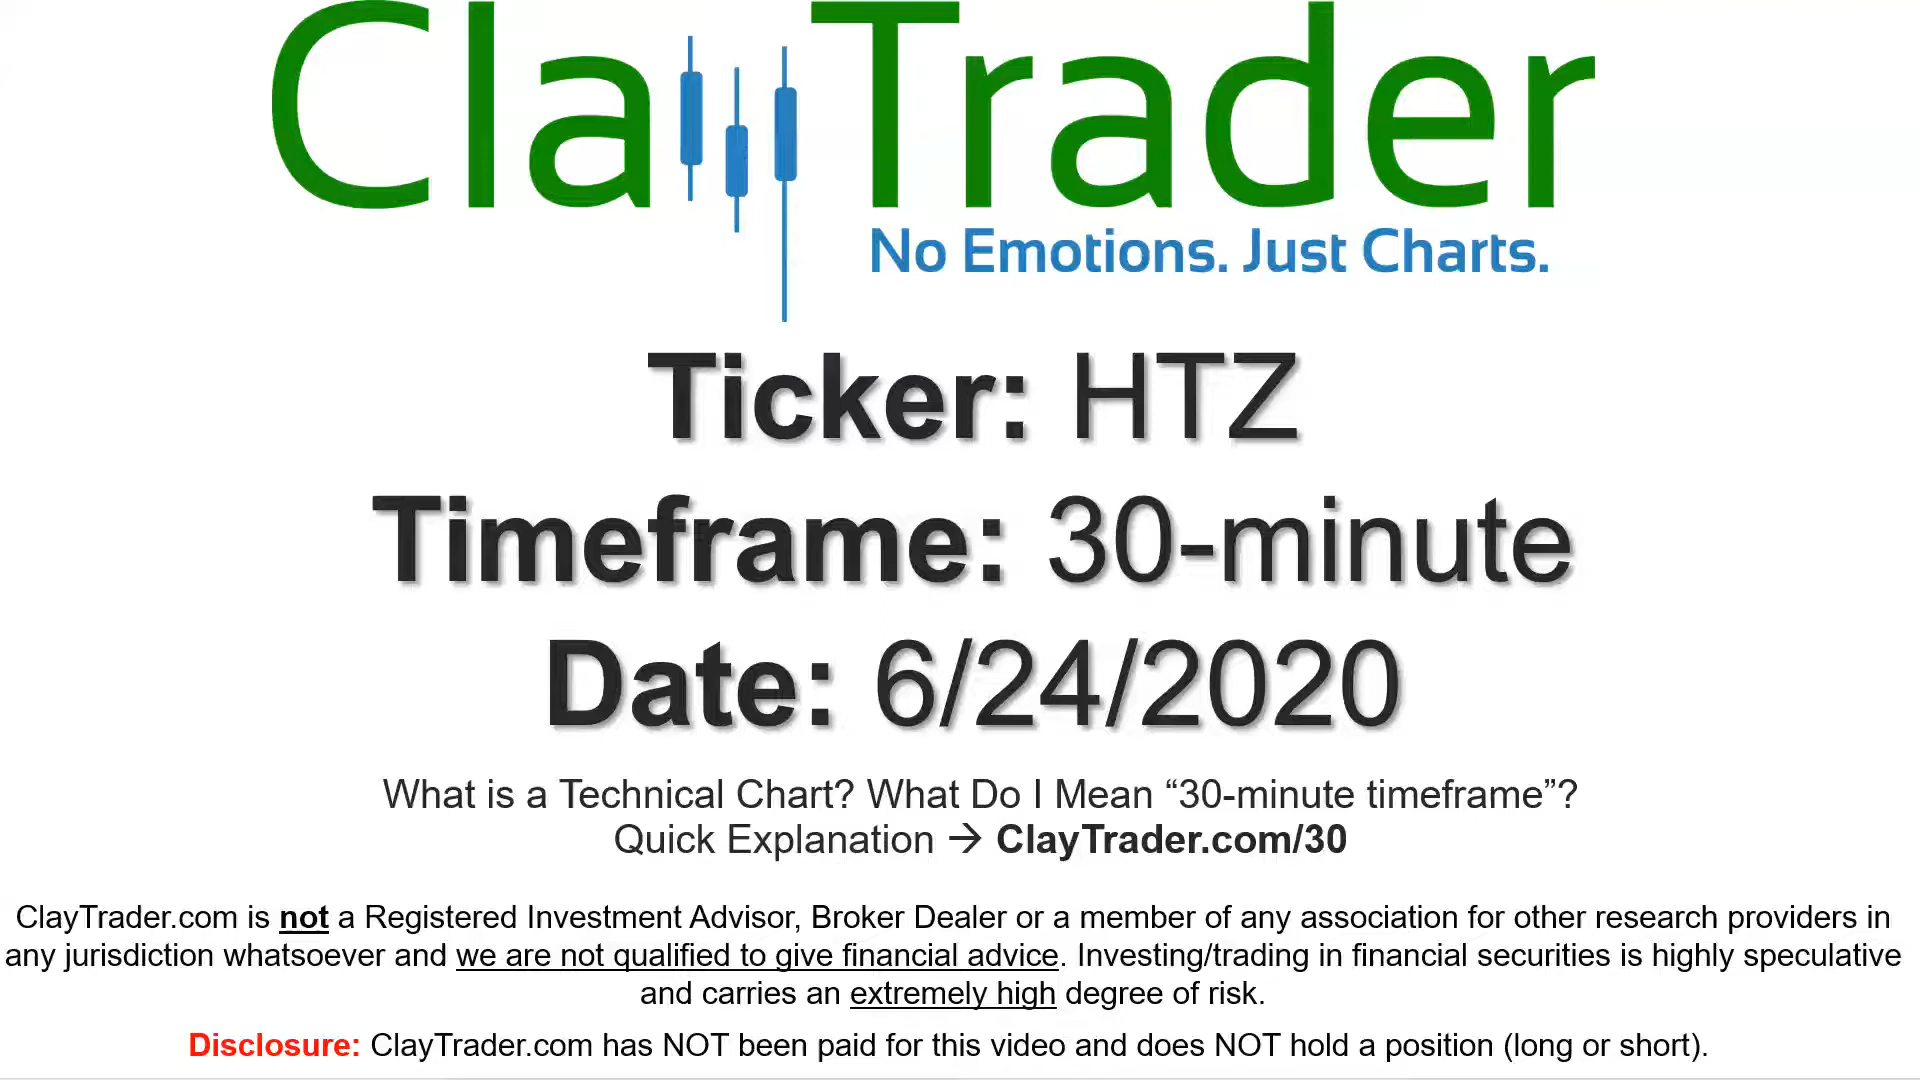 ClayTrader
No Emotions. Just Charts.
Ticker: HTZ
Timeframe: 30-minute
Date: 6/24/2020
What is a Technical Chart? What Do I Mean “30-minute timeframe”?
Quick Explanation → ClayTrader.com/30
ClayTrader.com is not a Registered Investment Advisor, Broker Dealer or a member of any association for other research providers in
any jurisdiction whatsoever and we are not qualified to give financial advice. Investing/trading in financial securities is highly speculative
and carries an extremely high degree of risk.
Disclosure: ClayTrader.com has NOT been paid for this video and does NOT hold a position (long or short).